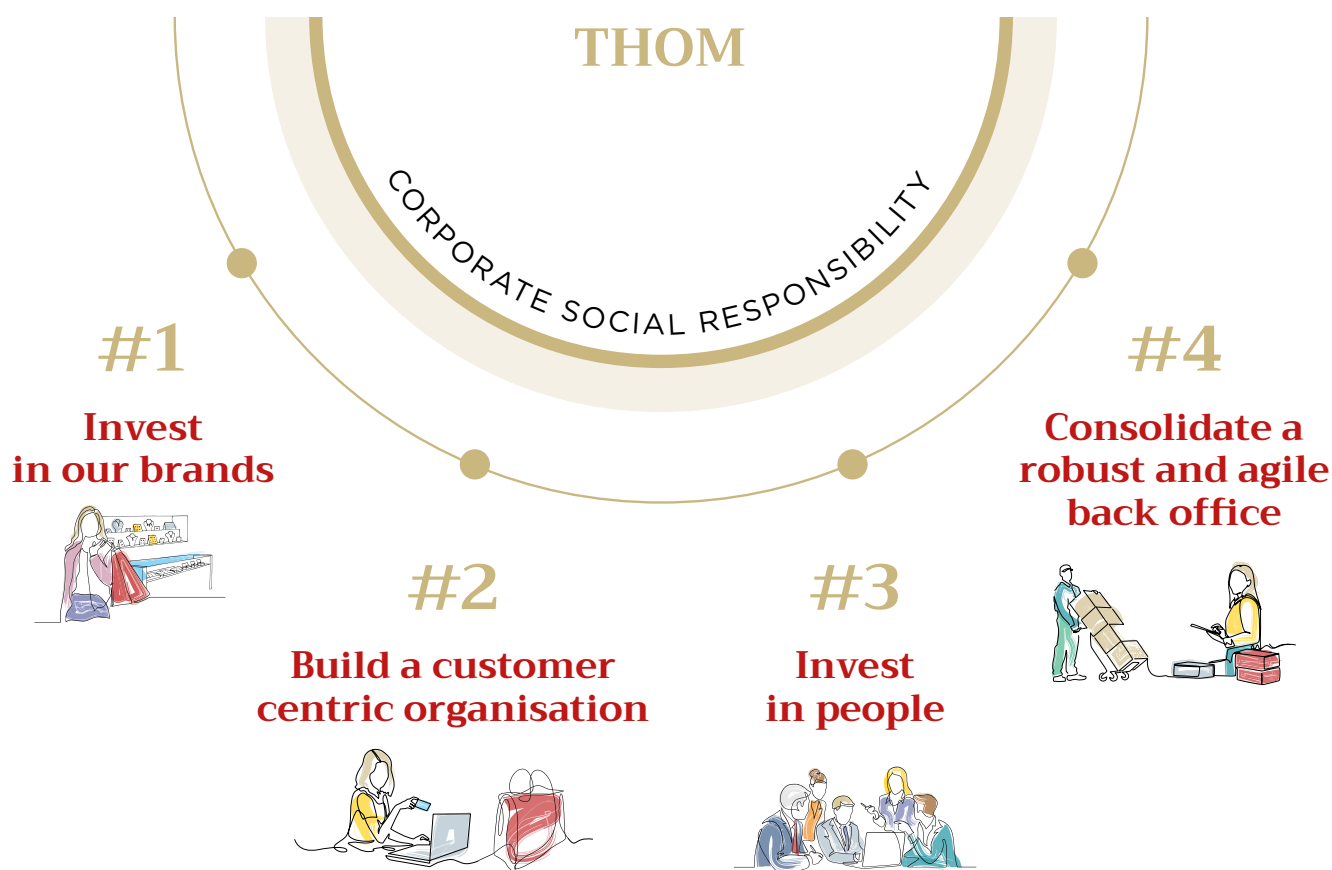 THOM
CORPORATE SOCIAL RESPONSIBILITY
#1
Invest
in our brands
#2
Build a customer
centric organisation
#3
Invest
in people
#4
Consolidate a
robust and agile
back office